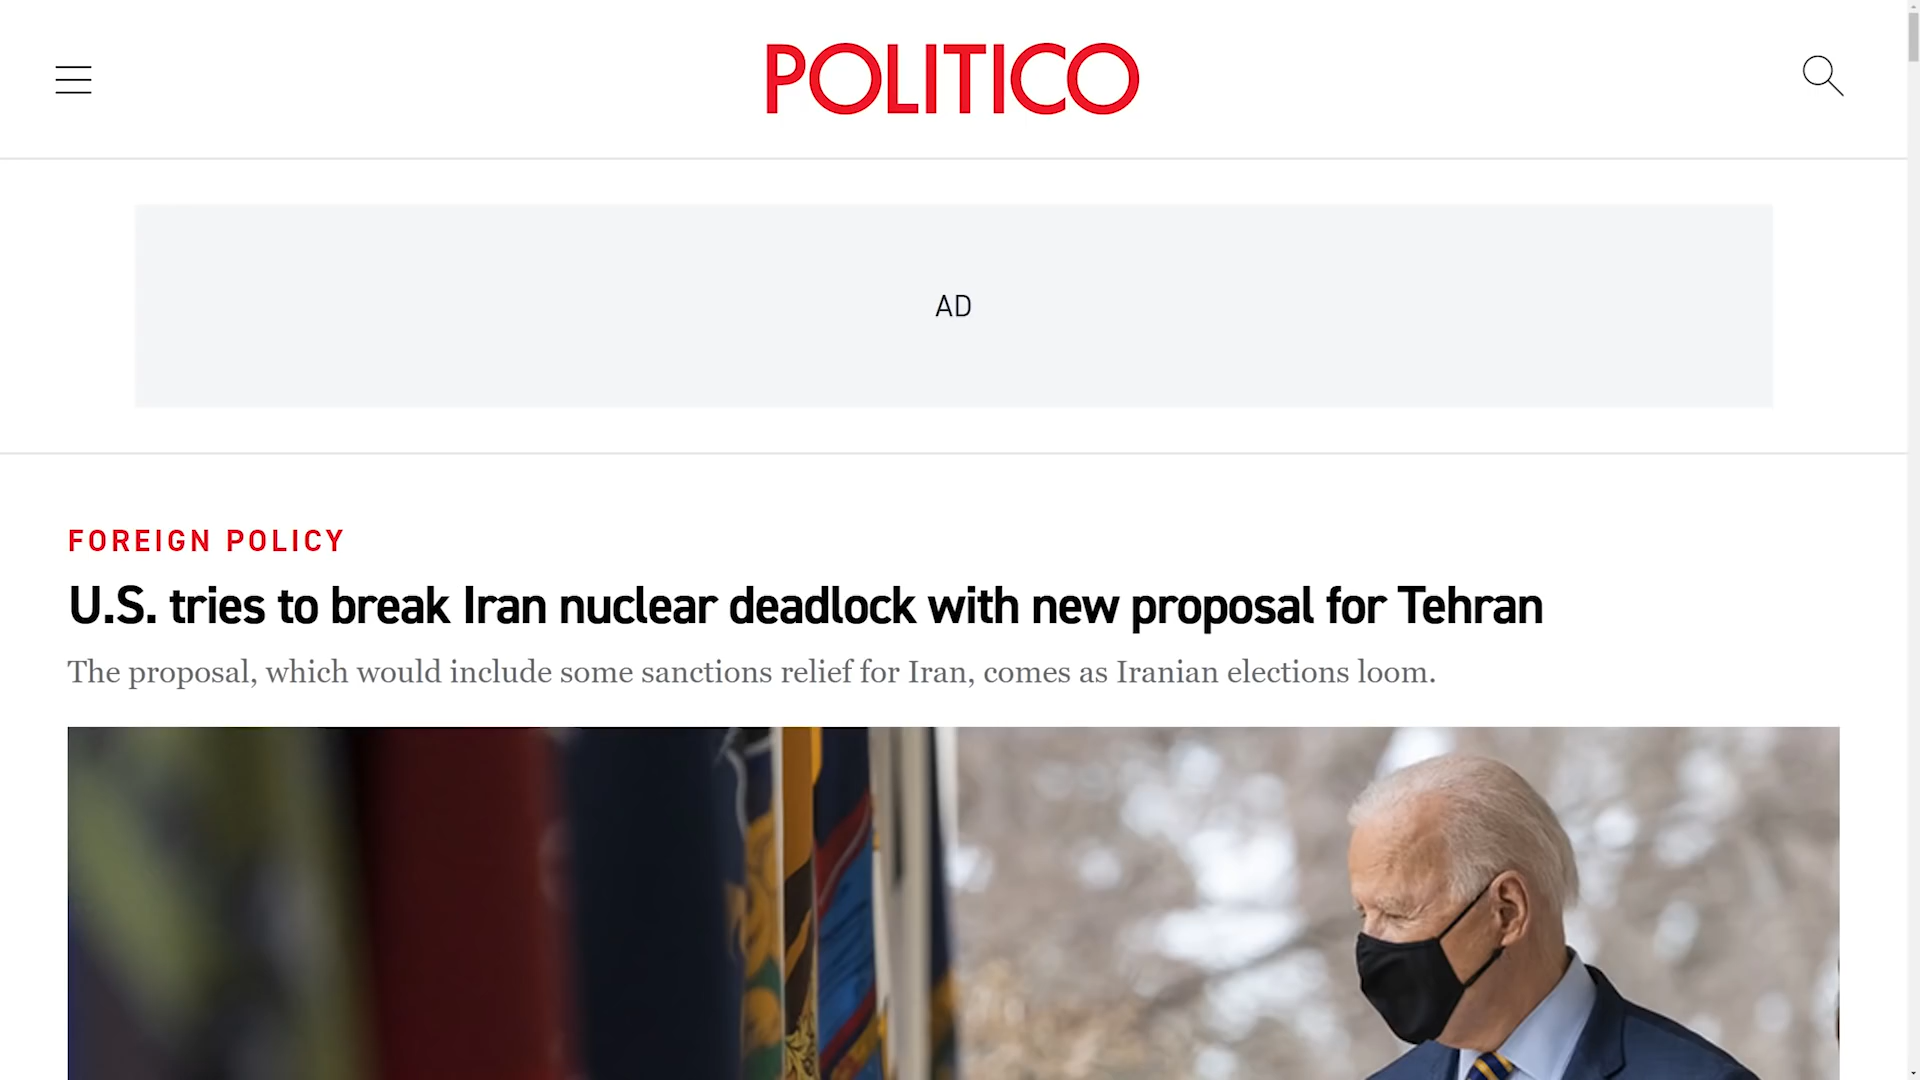 POLITICO
AD
FOREIGN POLICY
U.S. tries to break Iran nuclear deadlock with new proposal for Tehran
The proposal, which would include some sanctions relief for Iran, comes as Iranian elections loom.